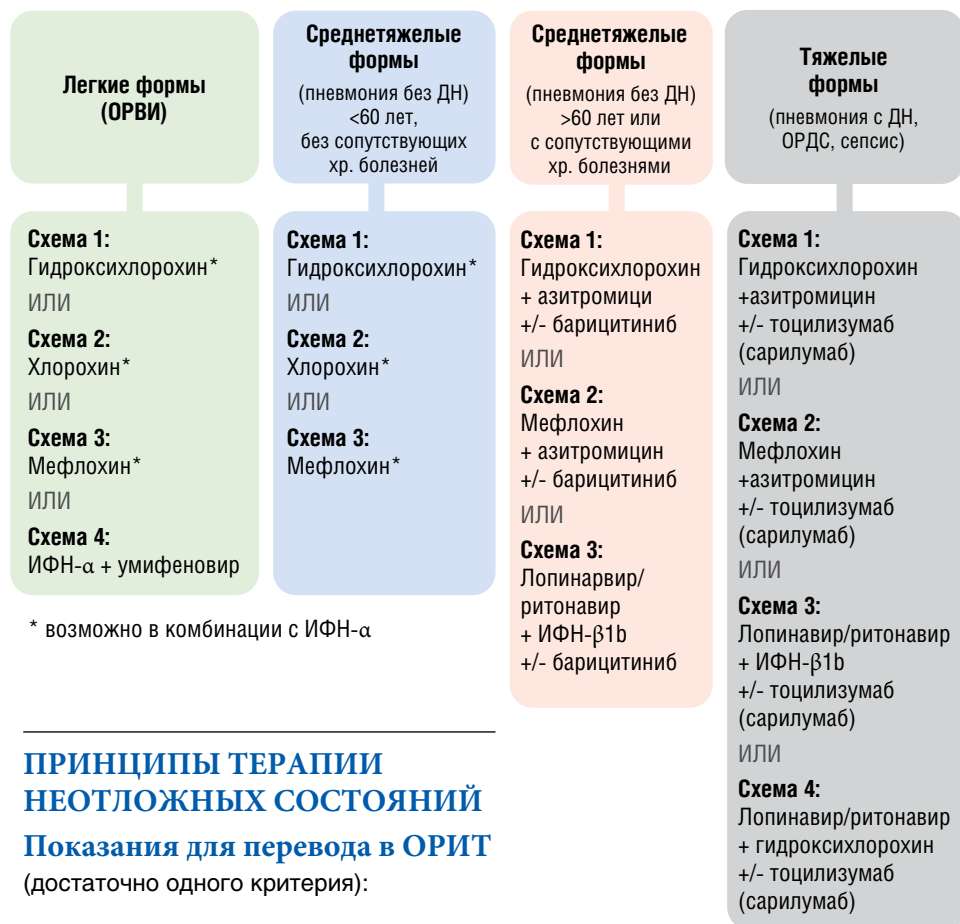 Легкие формы
(ОРВИ)
Схема 1:
Гидроксихлорохин*
ИЛИ
Схема 2:
Хлорохин*
ИЛИ
Схема 3:
Мефлохин*
ИЛИ
Схема 4:
ИФН-α + умифеновир
Среднетяжелые
формы
(пневмония без ДН)
<60 лет,
без сопутствующих
хр. болезней
Схема 1:
Гидроксихлорохин*
ИЛИ
Схема 2:
Хлорохин*
ИЛИ
Схема 3:
Мефлохин*
Среднетяжелые
формы
(пневмония без ДН)
>60 лет или
с сопутствующими
хр. болезнями
Схема 1:
Гидроксихлорохин
+ азитромици
+/- барицитиниб
ИЛИ
Схема 2:
Мефлохин
+ азитромицин
+/- барицитиниб
ИЛИ
Схема 3:
Лопинарвир/
ритонавир
+ ИФН-β1b
+/- барицитиниб
Тяжелые
формы
(пневмония с ДН,
ОРДС, сепсис)
Схема 1:
Гидроксихлорохин
+азитромицин
+/- тоцилизумаб
(сарилумаб)
ИЛИ
Схема 2:
Мефлохин
+азитромицин
+/- тоцилизумаб
(сарилумаб)
ИЛИ
Схема 3:
Лопинавир/ритонавир
+ ИФН-β1b
+/- тоцилизумаб
(сарилумаб)
ИЛИ
Схема 4:
Лопинавир/ритонавир
+ гидроксихлорохин
+/- тоцилизумаб
(сарилумаб)
* возможно в комбинации с ИФН-α
ПРИНЦИПЫ ТЕРАПИИ
НЕОТЛОЖНЫХ СОСТОЯНИЙ
Показания для перевода в ОРИТ
(достаточно одного критерия):